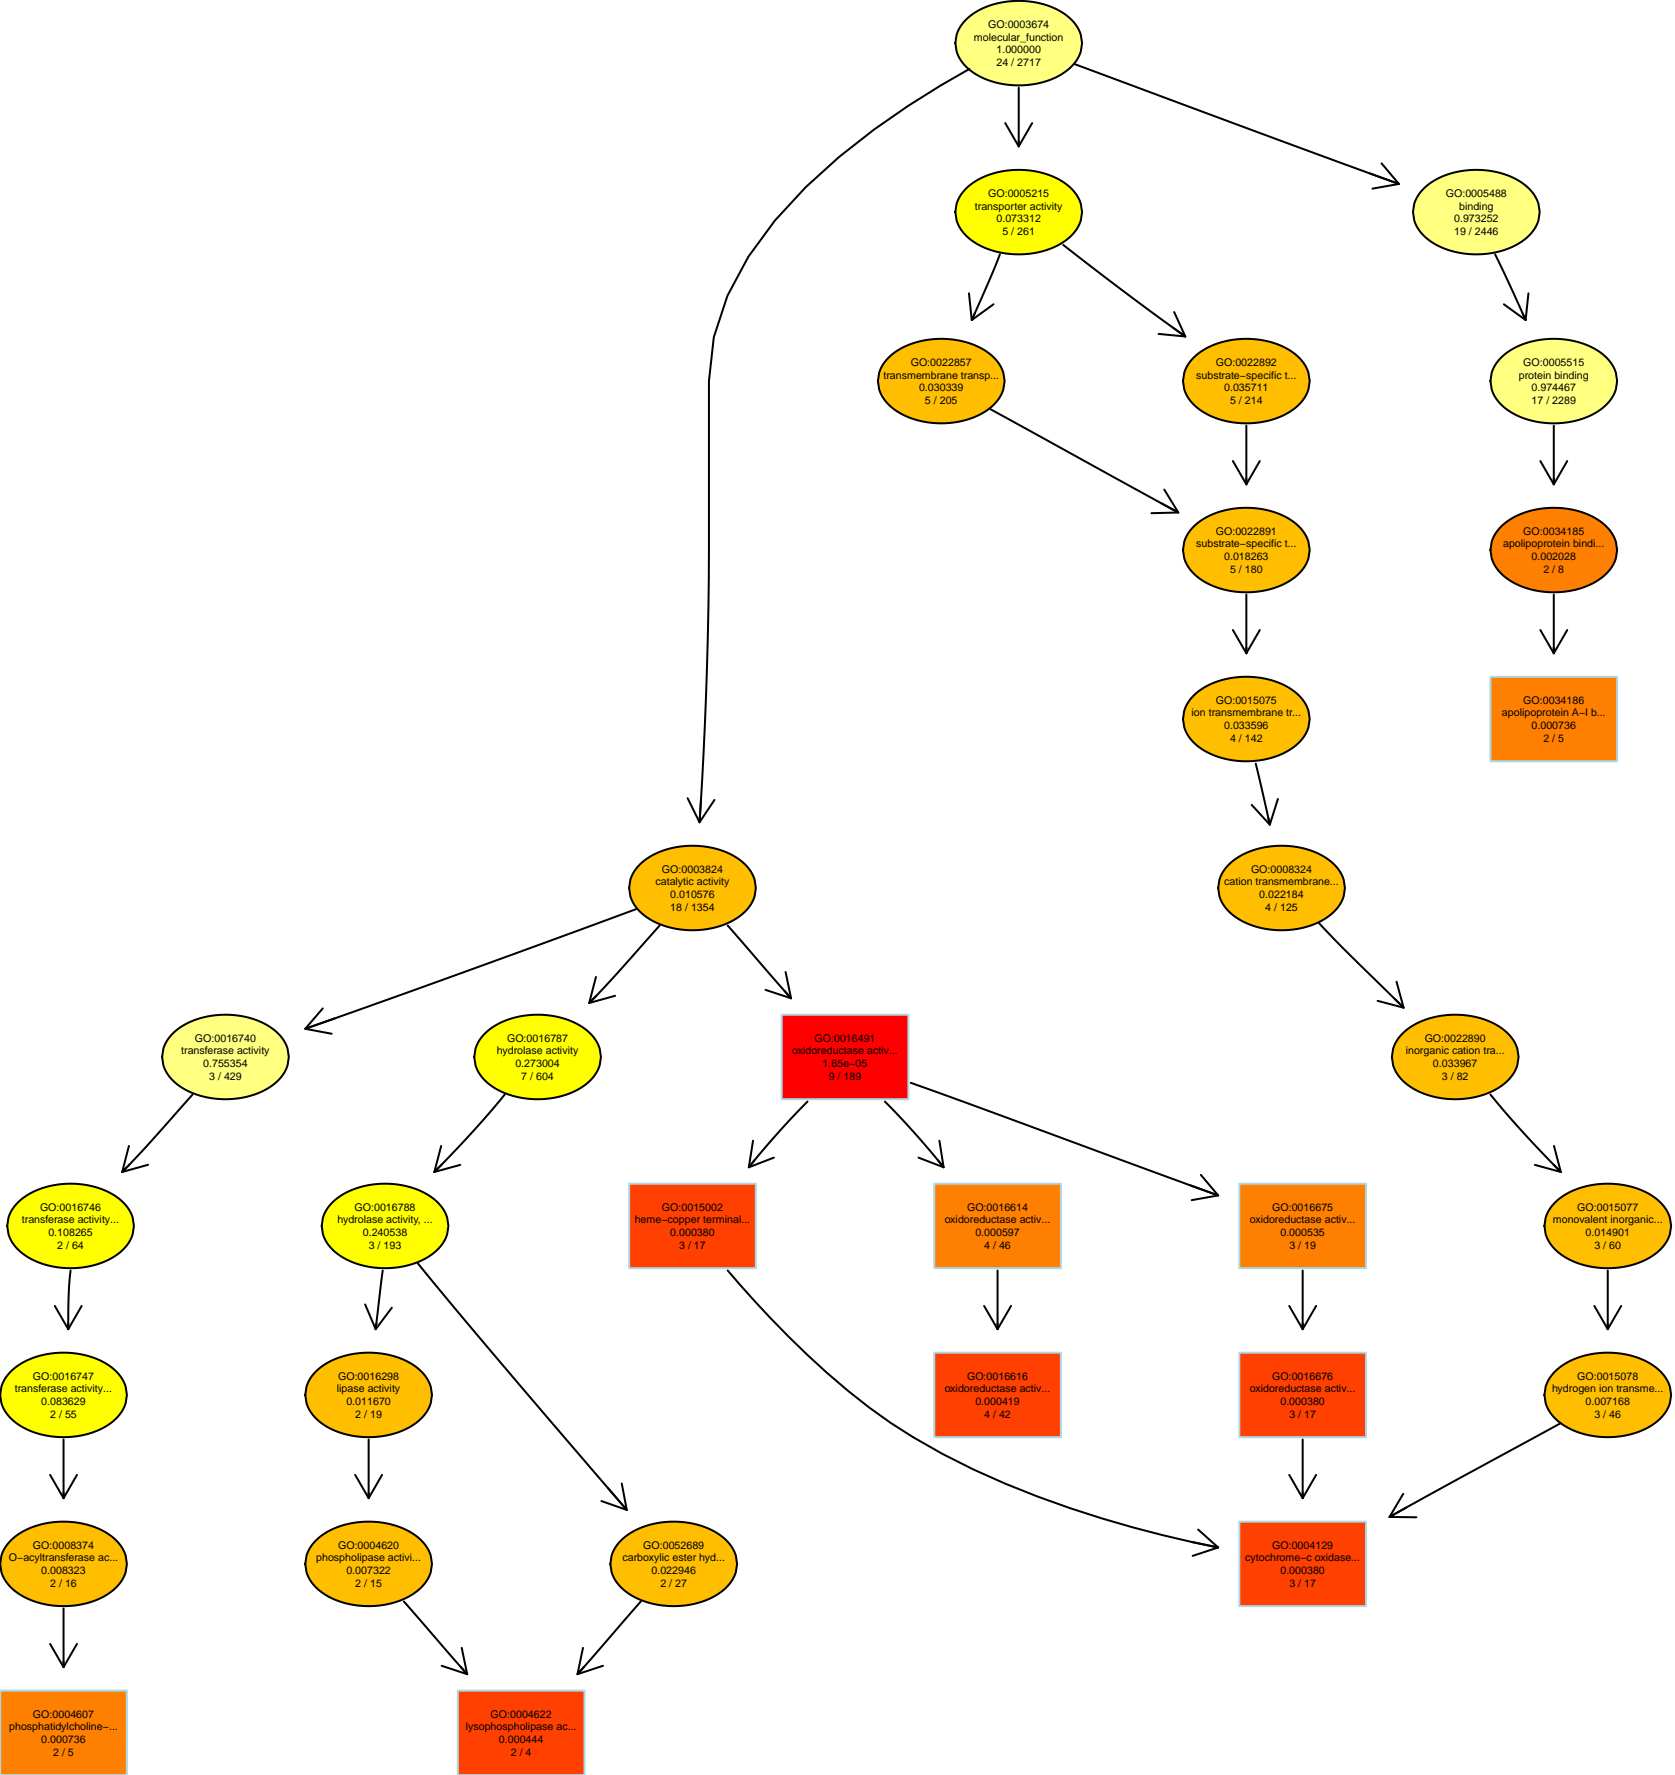 GO:0003674
molecular_function
1.000000
24 / 2717
GO:0005215
transporter activity
0.073312
5 / 261
GO:0005488
binding
0.973252
19 / 2446
GO:0022857
transmembrane transp...
0.030339
5 / 205
GO:0022892
substrate−specific t...
0.035711
5 / 214
GO:0005515
protein binding
0.974467
17 / 2289
GO:0022891
substrate−specific t...
0.018263
5 / 180
GO:0034185
apolipoprotein bindi...
0.002028
2 / 8
GO:0015075
ion transmembrane tr...
0.033596
4 / 142
GO:0034186
apolipoprotein A−I b...
0.000736
2 / 5
GO:0003824
catalytic activity
0.010576
18 / 1354
GO:0008324
cation transmembrane...
0.022184
4 / 125
GO:0016740
transferase activity
0.755354
3 / 429
GO:0016787
hydrolase activity
0.273004
7 / 604
GO:0016491
oxidoreductase activ...
1.65e−05
9 / 189
GO:0022890
inorganic cation tra...
0.033967
3 / 82
GO:0016746
transferase activity...
0.108265
2 / 64
GO:0016788
hydrolase activity, ...
0.240538
3 / 193
GO:0015002
heme−copper terminal...
0.000380
3 / 17
GO:0016614
oxidoreductase activ...
0.000597
4 / 46
GO:0016675
oxidoreductase activ...
0.000535
3 / 19
GO:0015077
monovalent inorganic...
0.014901
3 / 60
GO:0016747
transferase activity...
0.083629
2 / 55
GO:0016298
lipase activity
0.011670
2 / 19
GO:0016616
oxidoreductase activ...
0.000419
4 / 42
GO:0016676
oxidoreductase activ...
0.000380
3 / 17
GO:0015078
hydrogen ion transme...
0.007168
3 / 46
GO:0008374
O−acyltransferase ac...
0.008323
2 / 16
GO:0004620
phospholipase activi...
0.007322
2 / 15
GO:0052689
carboxylic ester hyd...
0.022946
2 / 27
GO:0004129
cytochrome−c oxidase...
0.000380
3 / 17
GO:0004607
phosphatidylcholine−...
0.000736
2 / 5
GO:0004622
lysophospholipase ac...
0.000444
2 / 4